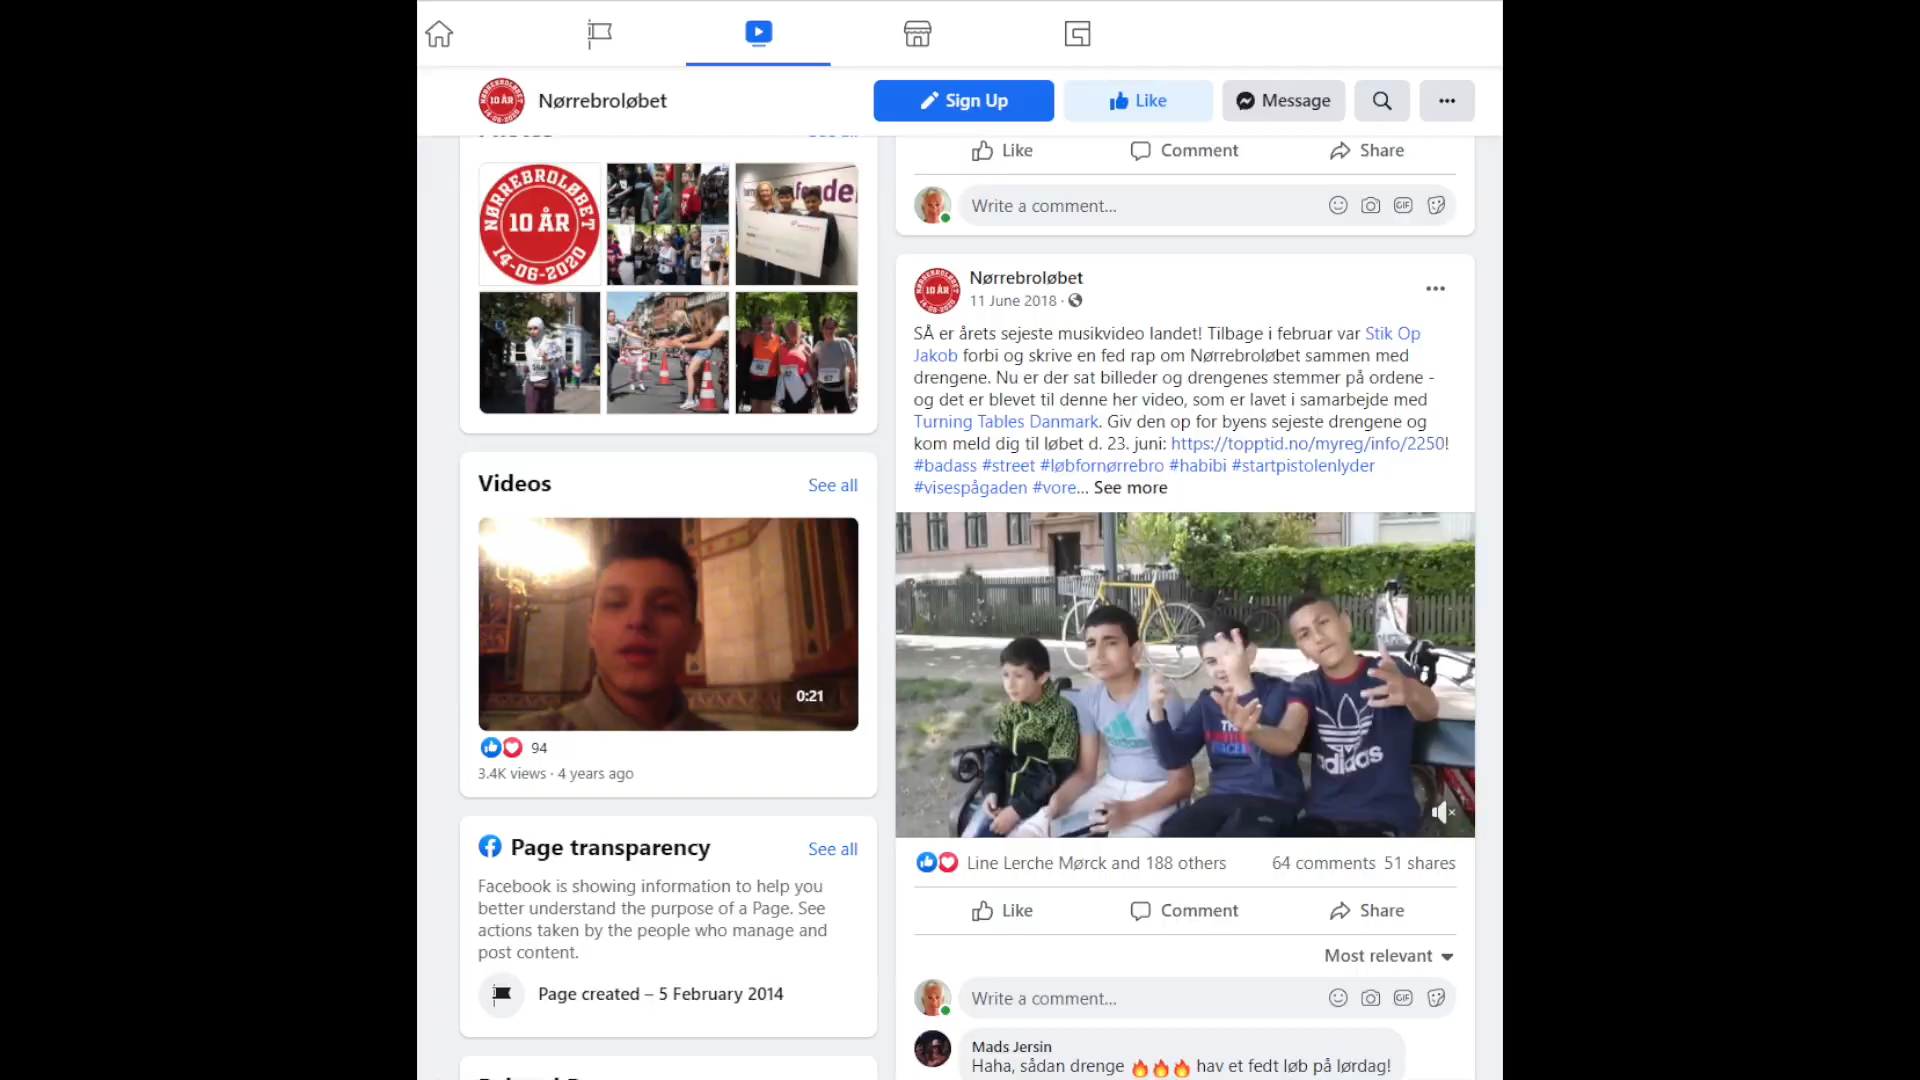 Nørrebroløbet
Sign Up
Like
Message
NØRREBROLØBET
10 ÅR
14-06-2020
Videos
See all
0:21
94
3.4K views · 4 years ago
Page transparency
See all
Facebook is showing information to help you
better understand the purpose of a Page. See
actions taken by the people who manage and
post content.
Page created – 5 February 2014
Like
Comment
Share
Write a comment...
GIF
Nørrebroløbet
11 June 2018 ·
SÅ er årets sejeste musikvideo landet! Tilbage i februar var Stik Op
Jakob forbi og skrive en fed rap om Nørrebroløbet sammen med
drengene. Nu er der sat billeder og drengenes stemmer på ordene -
og det er blevet til denne her video, som er lavet i samarbejde med
Turning Tables Danmark. Giv den op for byens sejeste drengene og
kom meld dig til løbet d. 23. juni: https://topptid.no/myreg/info/2250!
#badass #street #løbfornørrebro #habibi #startpistolenlyder
#visespågaden #vore... See more
adidas
Line Lerche Mørck and 188 others
64 comments 51 shares
Like
Comment
Share
Most relevant
Write a comment...
GIF
Mads Jersin
Haha, sådan drenge 🔥🔥🔥 hav et fedt løb på lørdag!